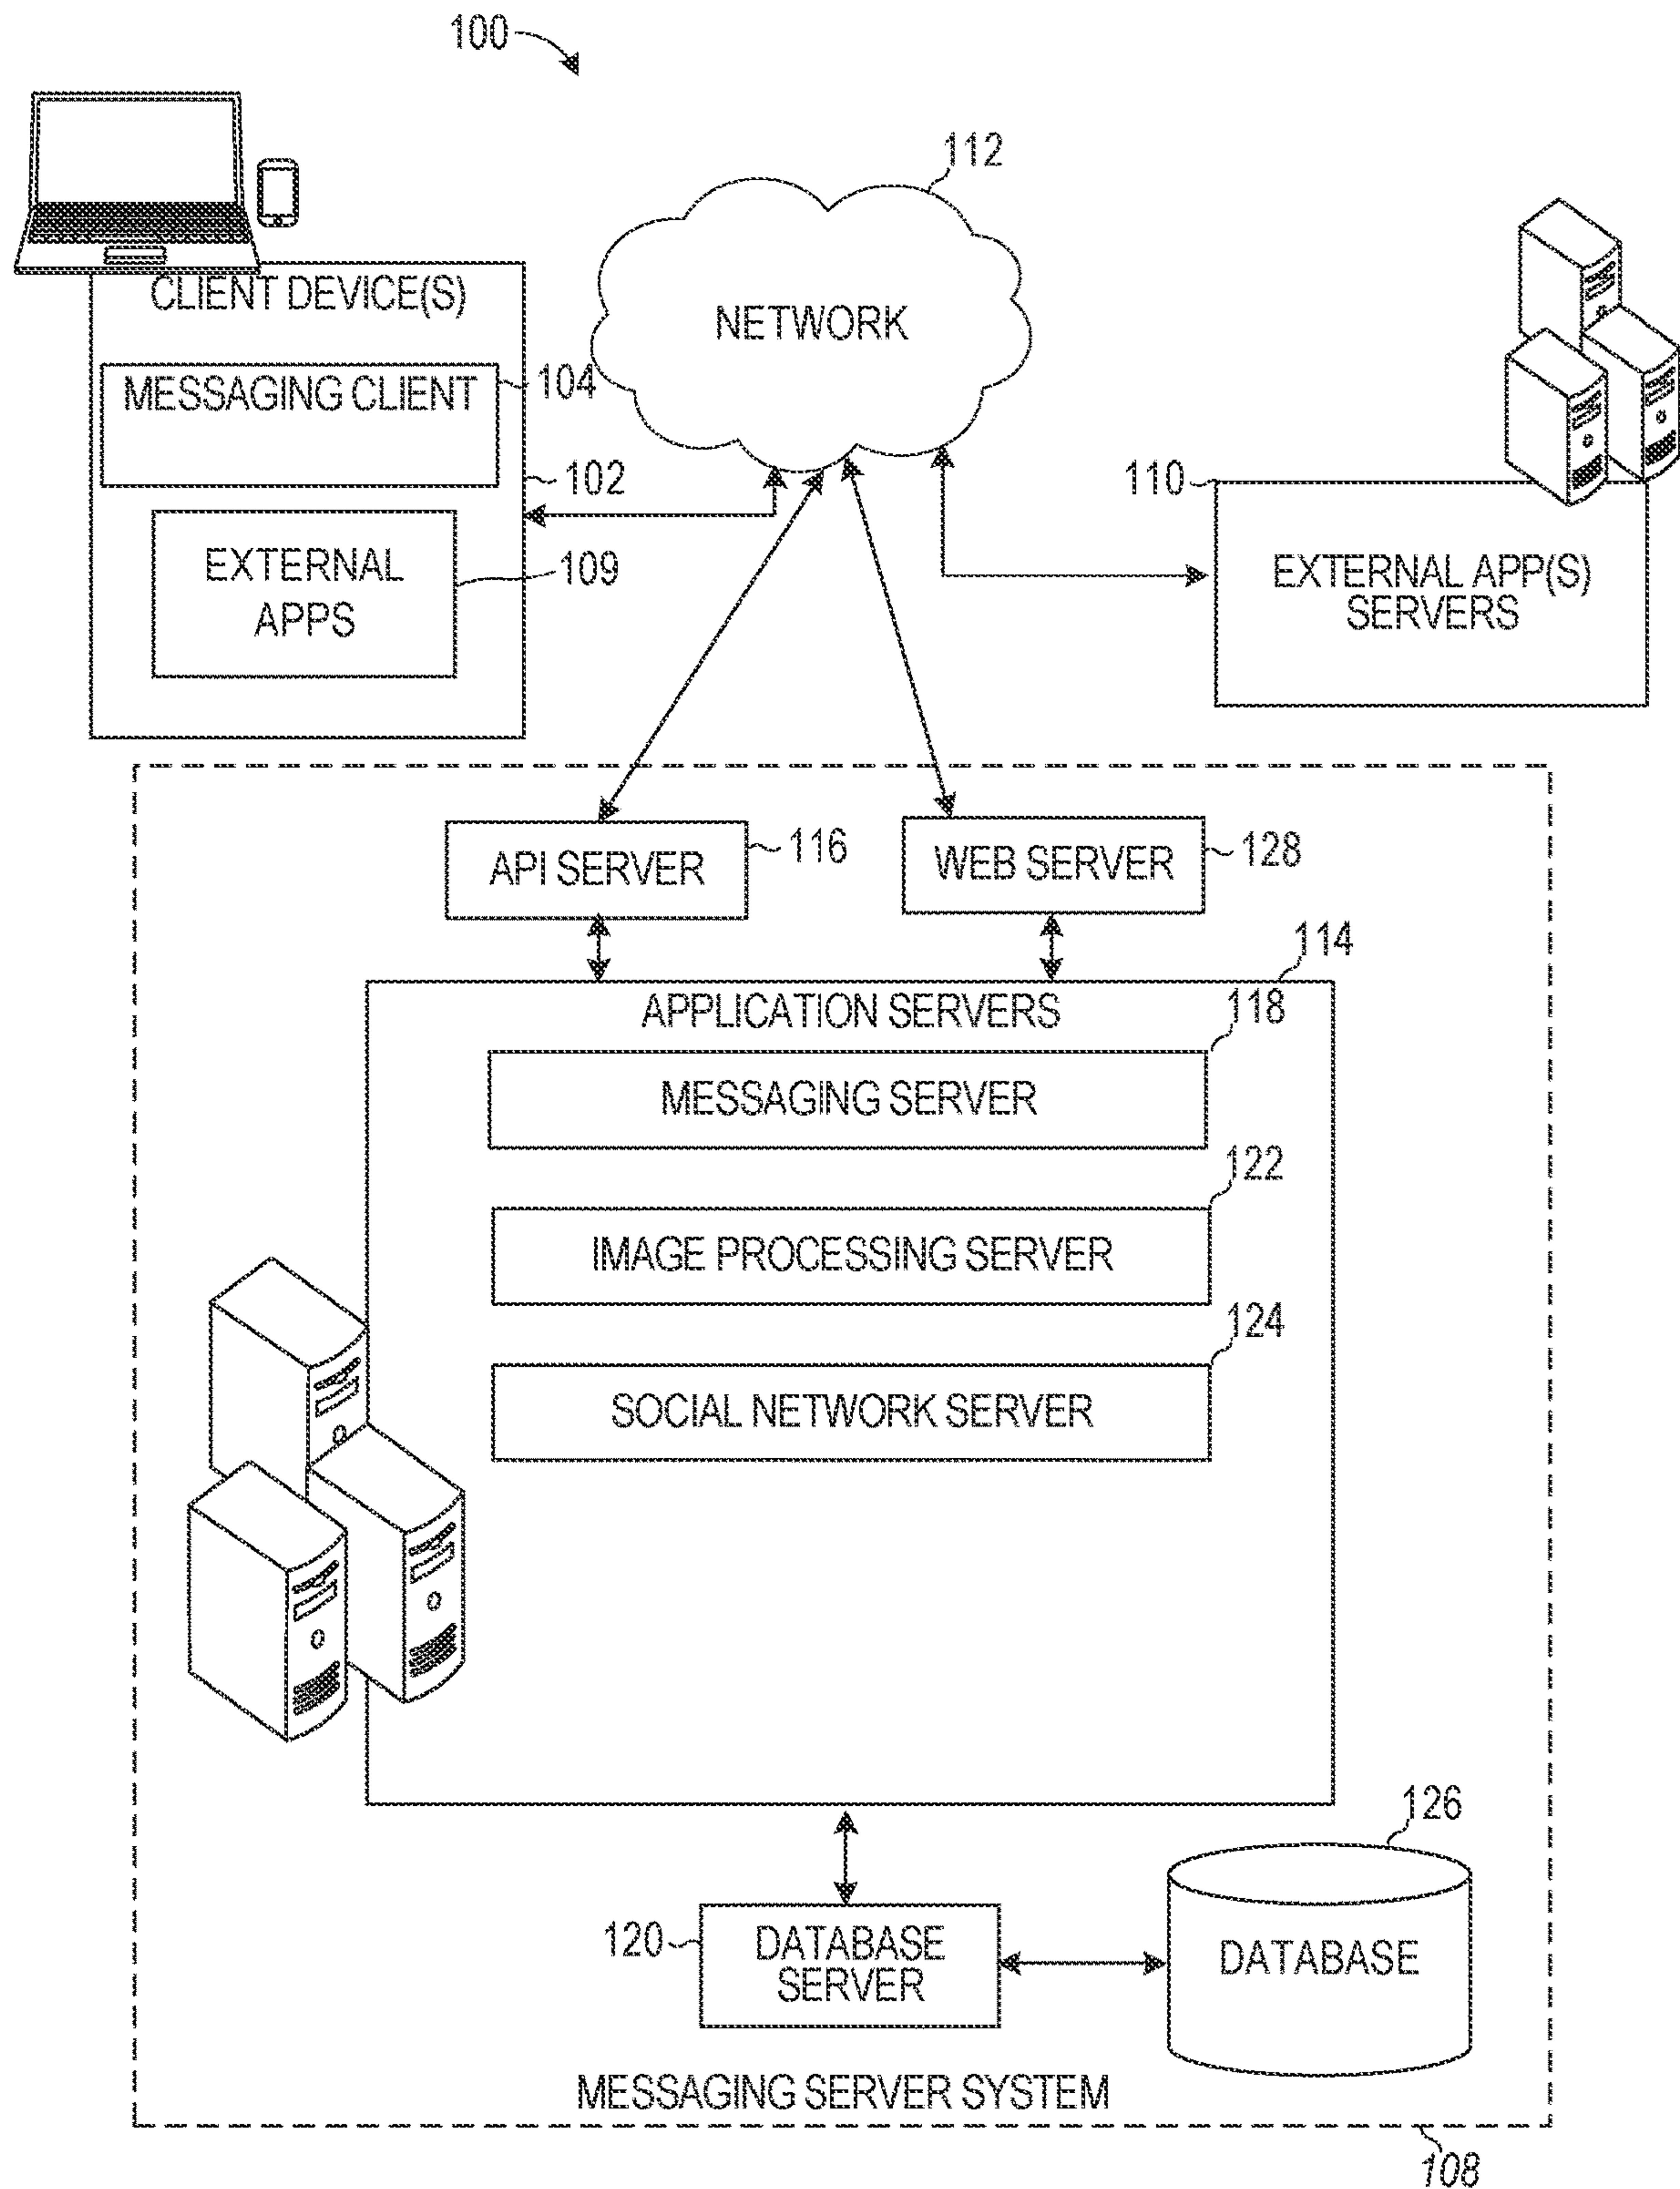 100
112
CLIENT DEVICE(S)
NETWORK
MESSAGING CLIENT
104
102
110
EXTERNAL
APPS
109
EXTERNAL APP(S)
SERVERS
API SERVER
116
WEB SERVER
128
114
APPLICATION SERVERS
118
MESSAGING SERVER
122
IMAGE PROCESSING SERVER
124
SOCIAL NETWORK SERVER
126
120
DATABASE
SERVER
DATABASE
MESSAGING SERVER SYSTEM
108